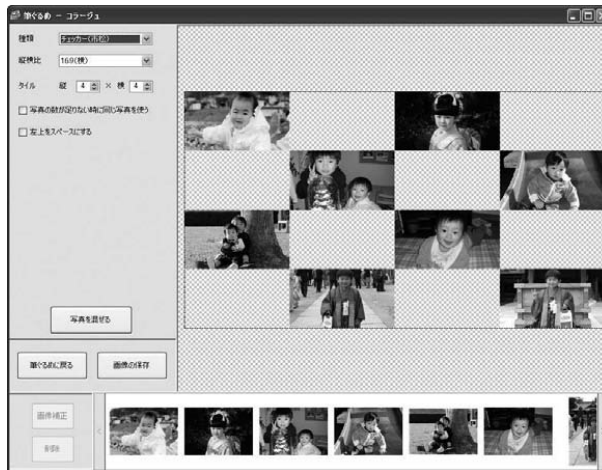 筆ぐるめ － コラージュ
種類 チェッカー(市松)
縦横比 16:9(横)
タイル 縦 4 × 横 4
写真の数が足りない時に同じ写真を使う
左上をスペースにする
写真を混ぜる
筆ぐるめに戻る 画像の保存
画像補正
削除